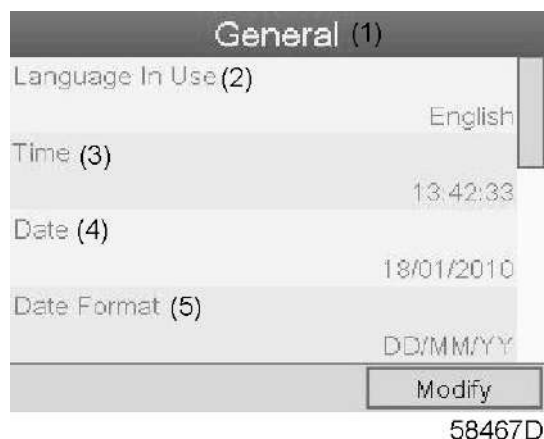 General (1)
Language In Use (2)
English
Time (3)
13:42:33
Date (4)
18/01/2010
Date Format (5)
DD/MM/YY
Modify
58467D